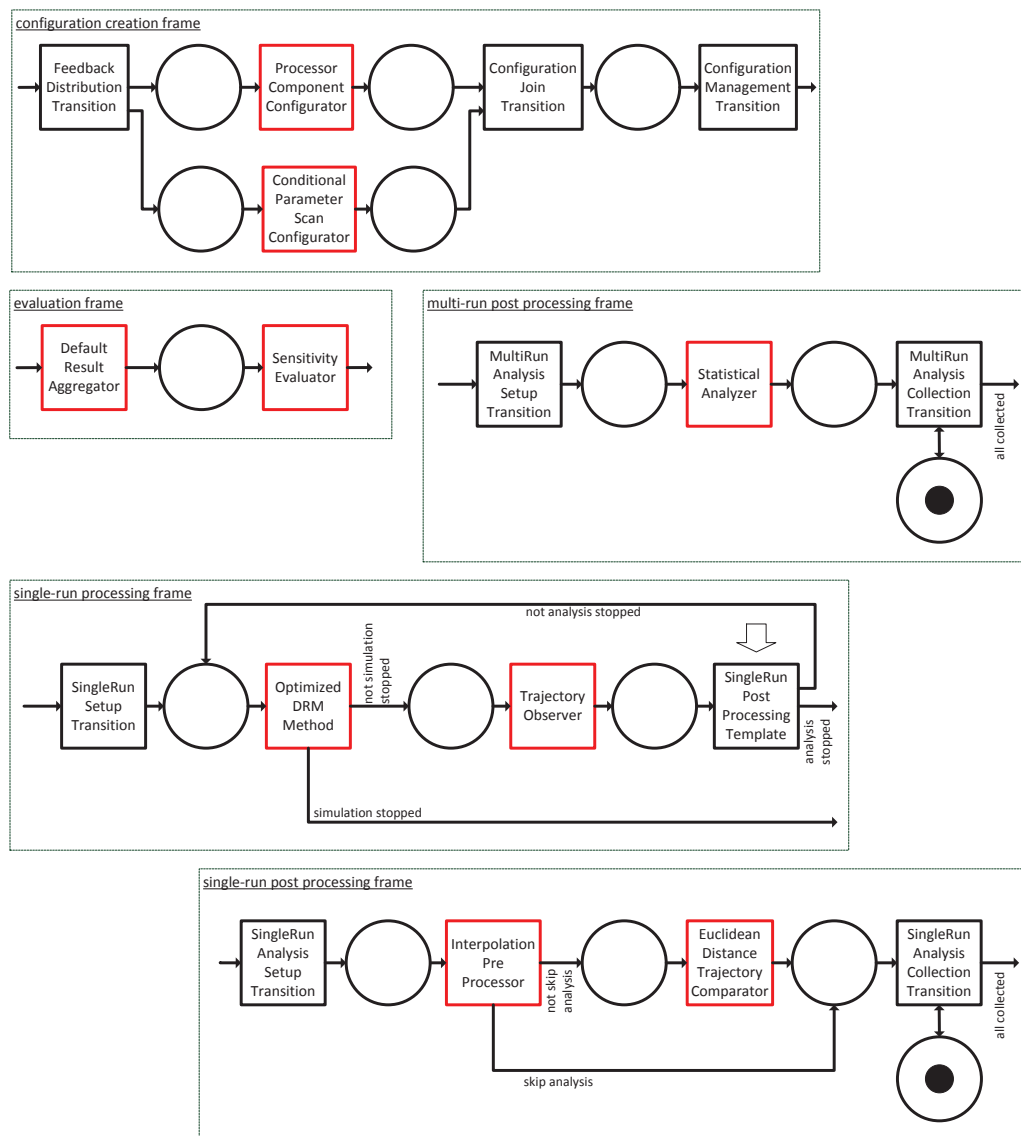 configuration creation frame
Feedback
Distribution
Transition
Processor
Component
Configurator
Configuration
Join
Transition
Configuration
Management
Transition
Conditional
Parameter
Scan
Configurator
evaluation frame
Default
Result
Aggregator
Sensitivity
Evaluator
multi-run post processing frame
MultiRun
Analysis
Setup
Transition
Statistical
Analyzer
MultiRun
Analysis
Collection
Transition
all collected
single-run processing frame
not analysis stopped
SingleRun
Setup
Transition
Optimized
DRM
Method
not simulation
stopped
Trajectory
Observer
SingleRun
Post
Processing
Template
analysis
stopped
simulation stopped
single-run post processing frame
SingleRun
Analysis
Setup
Transition
Interpolation
Pre
Processor
not skip
analysis
Euclidean
Distance
Trajectory
Comparator
SingleRun
Analysis
Collection
Transition
all collected
skip analysis